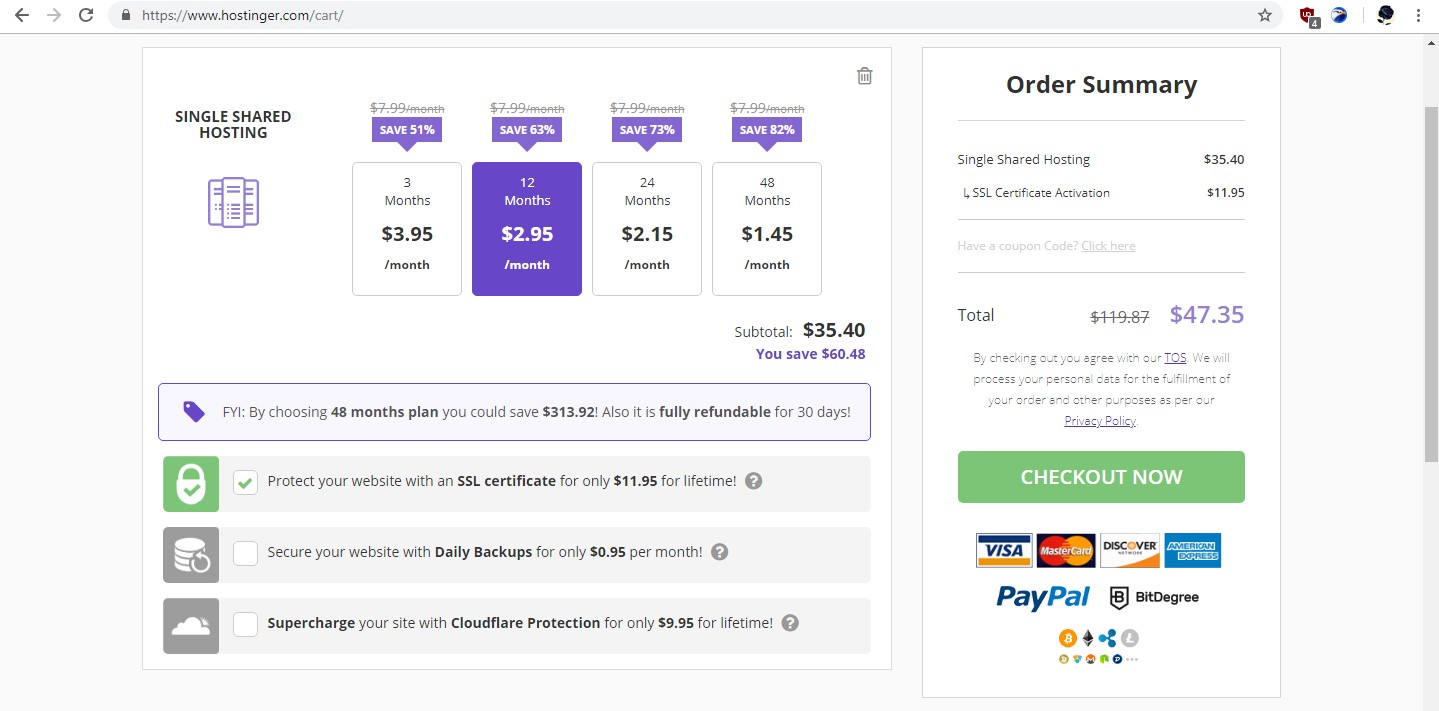 https://www.hostinger.com/cart/
4
SINGLE SHARED
HOSTING
$7.99/month
SAVE 51%
3
Months
$3.95
/month
$7.99/month
SAVE 63%
12
Months
$2.95
/month
$7.99/month
SAVE 73%
24
Months
$2.15
/month
$7.99/month
SAVE 82%
48
Months
$1.45
/month
Subtotal: $35.40
You save $60.48
FYI: By choosing 48 months plan you could save $313.92! Also it is fully refundable for 30 days!
Protect your website with an SSL certificate for only $11.95 for lifetime! ?
Secure your website with Daily Backups for only $0.95 per month! ?
Supercharge your site with Cloudflare Protection for only $9.95 for lifetime! ?
Order Summary
Single Shared Hosting $35.40
↳ SSL Certificate Activation $11.95
Have a coupon Code? Click here
Total $119.87 $47.35
By checking out you agree with our TOS. We will
process your personal data for the fulfillment of
your order and other purposes as per our
Privacy Policy.
CHECKOUT NOW
VISA MasterCard DISCOVER NETWORK AMERICAN EXPRESS
PayPal BitDegree